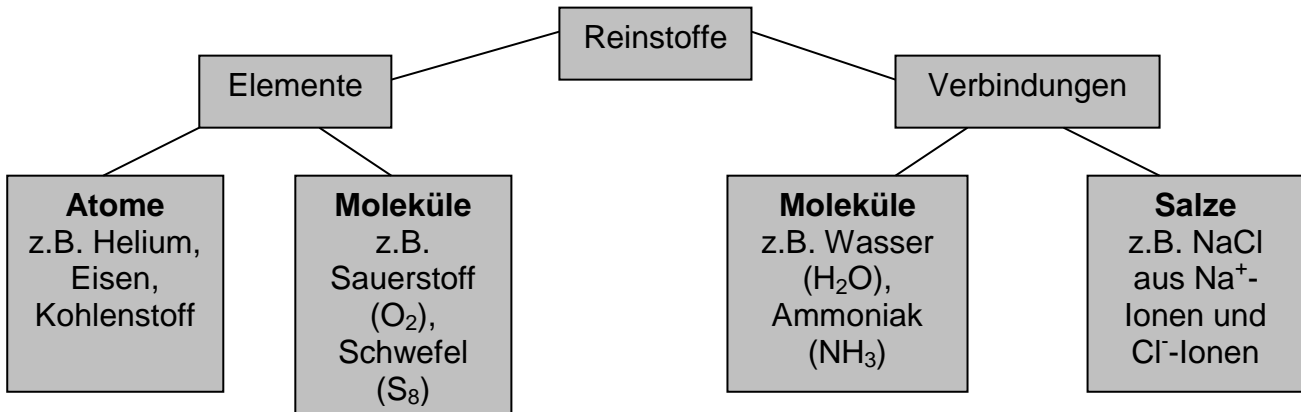 Reinstoffe
Elemente
Verbindungen
Atome
z.B. Helium,
Eisen,
Kohlenstoff
Moleküle
z.B.
Sauerstoff
(O₂),
Schwefel
(S₈)
Moleküle
z.B. Wasser
(H₂O),
Ammoniak
(NH₃)
Salze
z.B. NaCl
aus Na⁺-
Ionen und
Cl⁻-Ionen